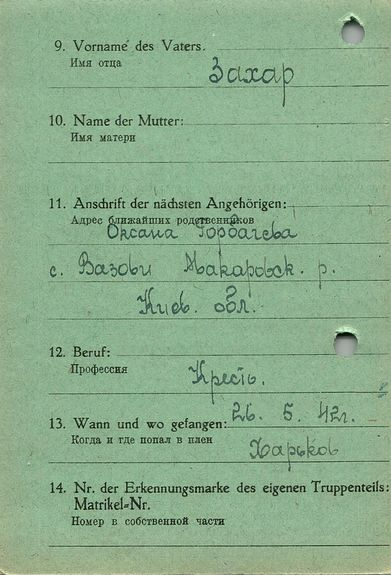 9. Vorname des Vaters.
Имя отца
Захар
10. Name der Mutter:
Имя матери
11. Anschrift der nächsten Angehörigen:
Адрес ближайших родственников
Оксана Горбачева
с. Вазови Макаровск. р.
Киев. обл.
12. Beruf:
Профессия
Кресть.
13. Wann und wo gefangen: 26. 5. 42г.
Когда и где попал в плен
Харьков
14. Nr. der Erkennungsmarke des eigenen Truppenteils:
Matrikel-Nr.
Номер в собственной части